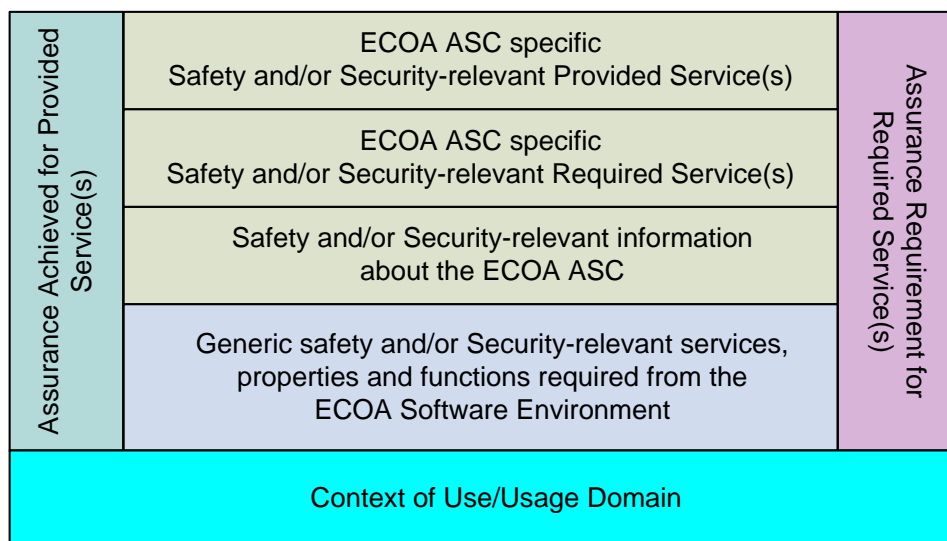 Assurance Achieved for Provided
Service(s)
ECOA ASC specific
Safety and/or Security-relevant Provided Service(s)
ECOA ASC specific
Safety and/or Security-relevant Required Service(s)
Safety and/or Security-relevant information
about the ECOA ASC
Generic safety and/or Security-relevant services,
properties and functions required from the
ECOA Software Environment
Assurance Requirement for
Required Service(s)
Context of Use/Usage Domain